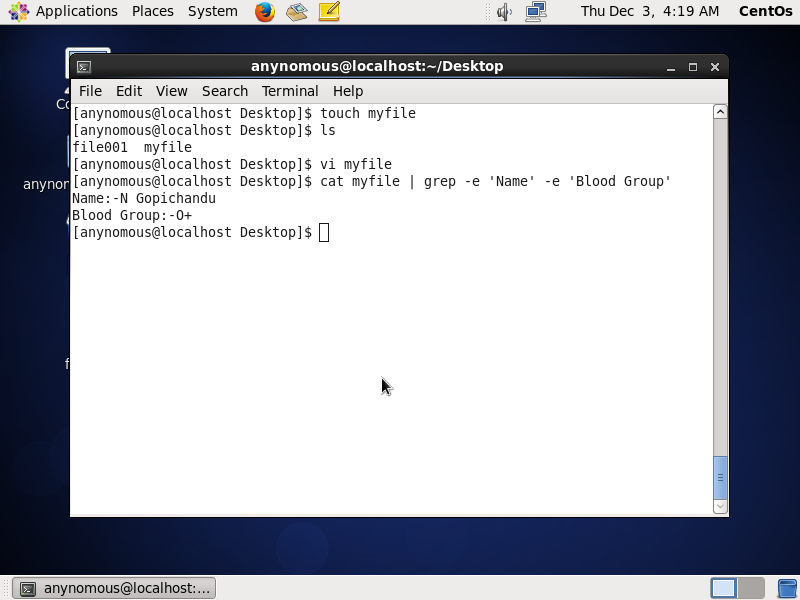 Applications Places System Thu Dec 3, 4:19 AM CentOs
anynomous@localhost:~/Desktop
File Edit View Search Terminal Help
[anynomous@localhost Desktop]$ touch myfile
[anynomous@localhost Desktop]$ ls
file001  myfile
[anynomous@localhost Desktop]$ vi myfile
[anynomous@localhost Desktop]$ cat myfile | grep -e 'Name' -e 'Blood Group'
Name:-N Gopichandu
Blood Group:-O+
[anynomous@localhost Desktop]$
anynomous@localhost:...